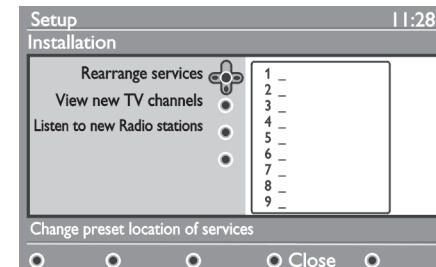 Setup 11:28
Installation
Rearrange services
View new TV channels
Listen to new Radio stations
1 _
2 _
3 _
4 _
5 _
6 _
7 _
8 _
9 _
Change preset location of services
Close